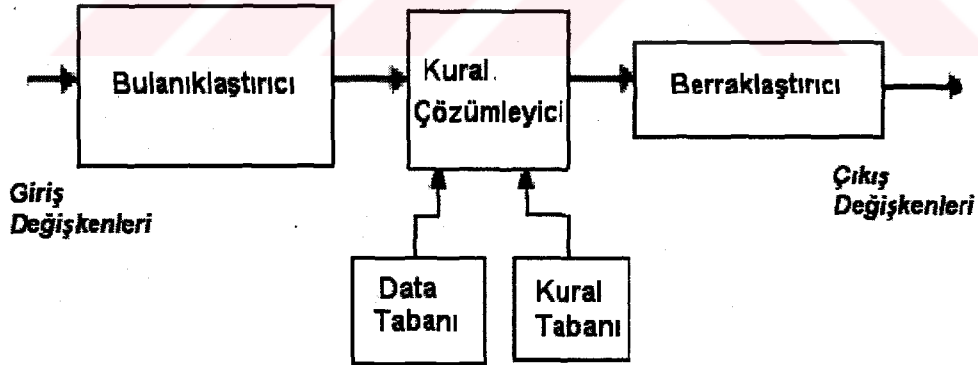 Bulanıklaştırıcı
Kural
Çözümleyici
Berraklaştırıcı
Giriş
Değişkenleri
Çıkış
Değişkenleri
Data
Tabanı
Kural
Tabanı